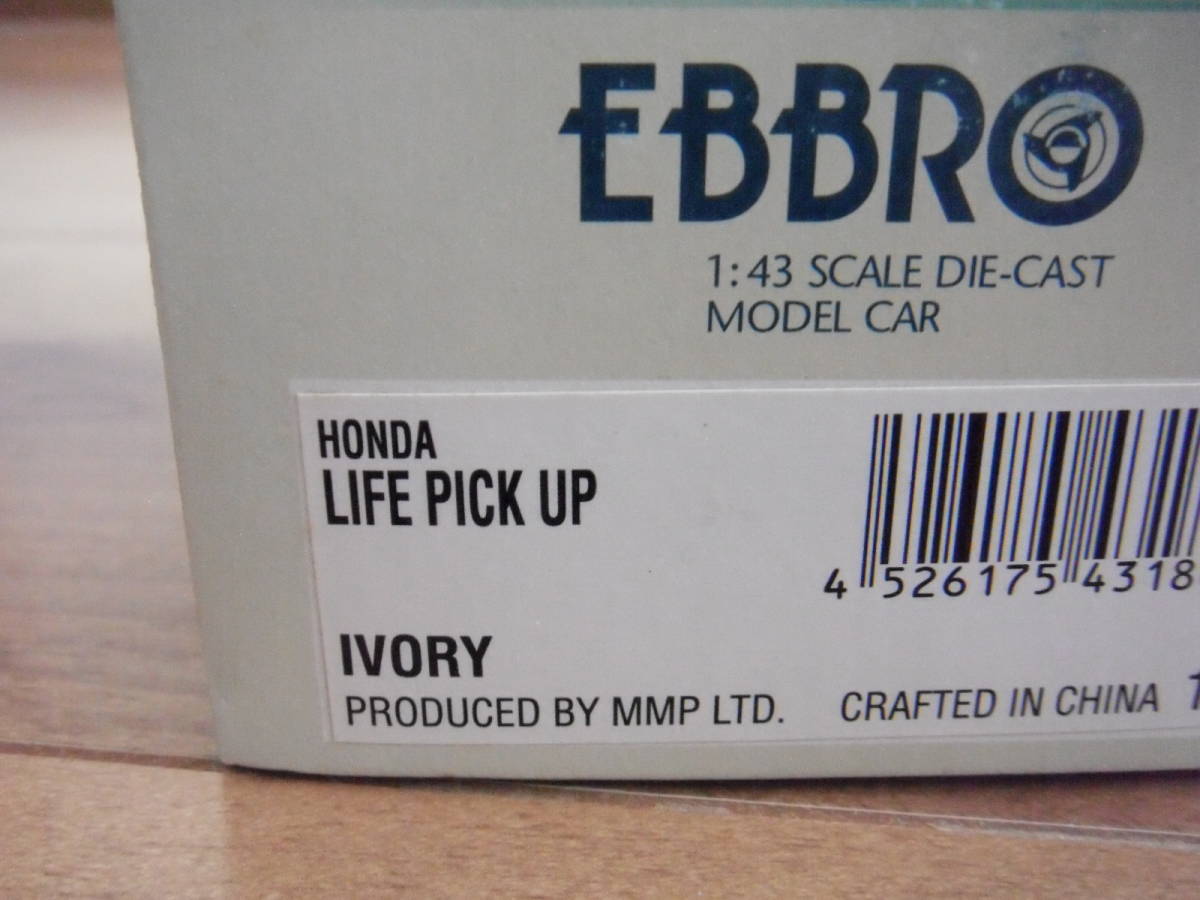 EBBRO
1:43 SCALE DIE-CAST
MODEL CAR
HONDA
LIFE PICK UP
4 526175 4318
IVORY
PRODUCED BY MMP LTD. CRAFTED IN CHINA